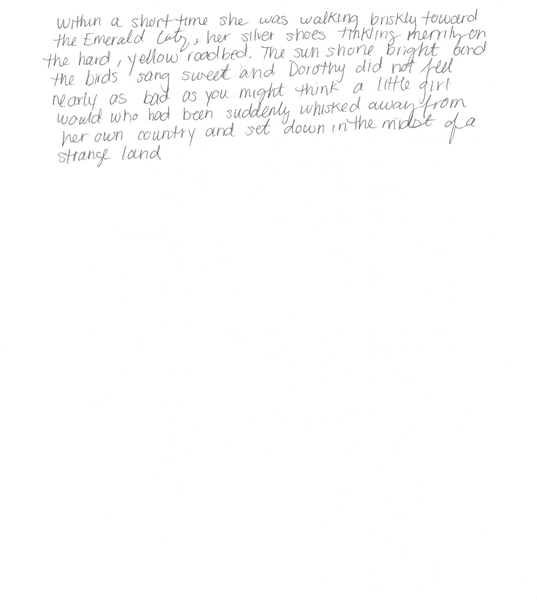 within a short time she was walking briskly toward
the Emerald City, her silver shoes tinkling merrily on
the hard, yellow roadbed. The sun shone bright and
the birds sang sweet and Dorothy did not feel
nearly as bad as you might think a little girl
would who had been suddenly whisked away from
her own country and set down in the midst of a
strange land